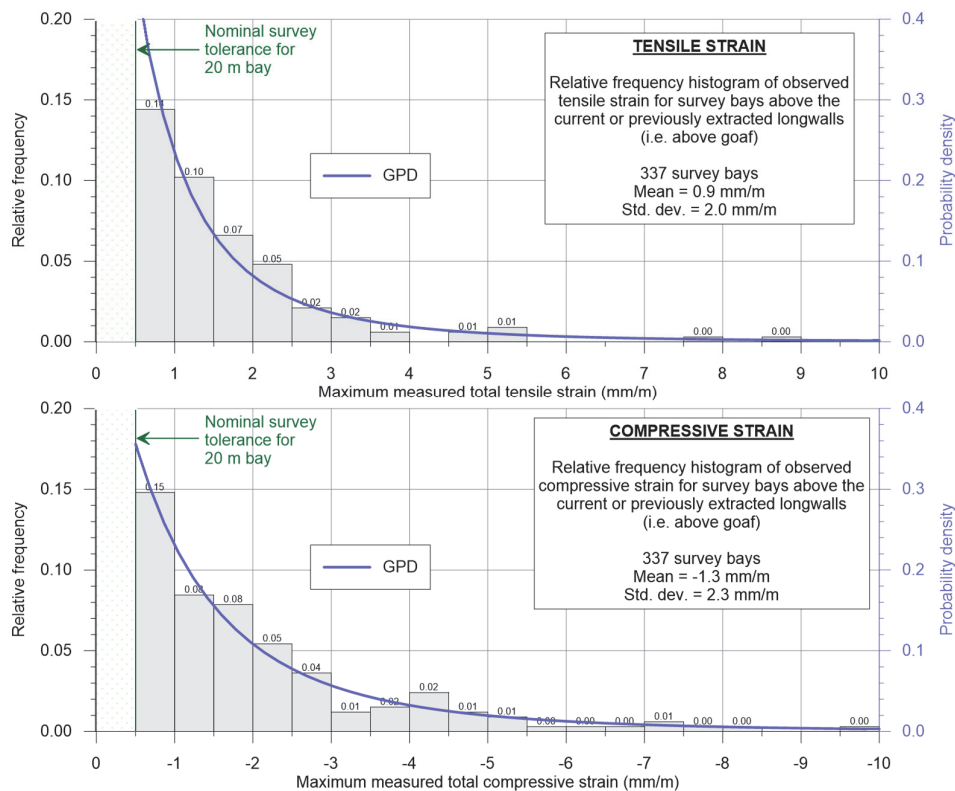 0.20
0.15
0.10
0.05
0.00
Relative frequency
Nominal survey
tolerance for
20 m bay
0.14
0.10
0.07
0.05
0.02
0.02
0.01
0.01
0.01
0.00
0.00
GPD
TENSILE STRAIN
Relative frequency histogram of observed
tensile strain for survey bays above the
current or previously extracted longwalls
(i.e. above goaf)
337 survey bays
Mean = 0.9 mm/m
Std. dev. = 2.0 mm/m
0.4
0.3
0.2
0.1
0.0
Probability density
0 1 2 3 4 5 6 7 8 9 10
Maximum measured total tensile strain (mm/m)
0.20
0.15
0.10
0.05
0.00
Relative frequency
Nominal survey
tolerance for
20 m bay
0.15
0.08
0.08
0.05
0.04
0.01
0.02
0.02
0.01
0.01
0.00
0.00
0.00
0.01
0.00
0.00
0.00
GPD
COMPRESSIVE STRAIN
Relative frequency histogram of observed
compressive strain for survey bays above the
current or previously extracted longwalls
(i.e. above goaf)
337 survey bays
Mean = -1.3 mm/m
Std. dev. = 2.3 mm/m
0.4
0.3
0.2
0.1
0.0
Probability density
0 -1 -2 -3 -4 -5 -6 -7 -8 -9 -10
Maximum measured total compressive strain (mm/m)